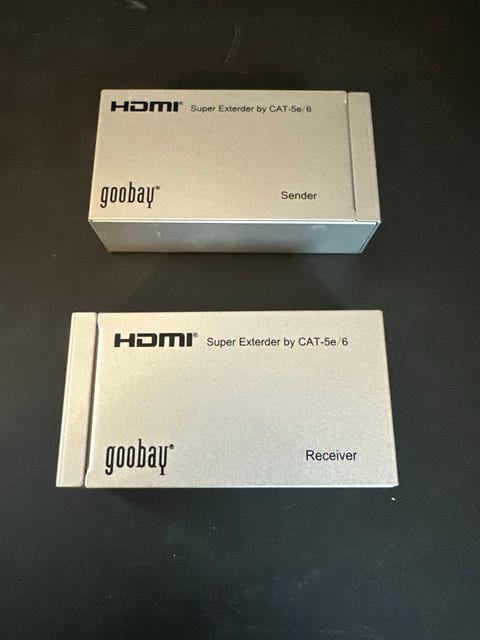 HDMI® Super Exterder by CAT-5e/6
goobay® Sender
HDMI® Super Exterder by CAT-5e/6
goobay® Receiver